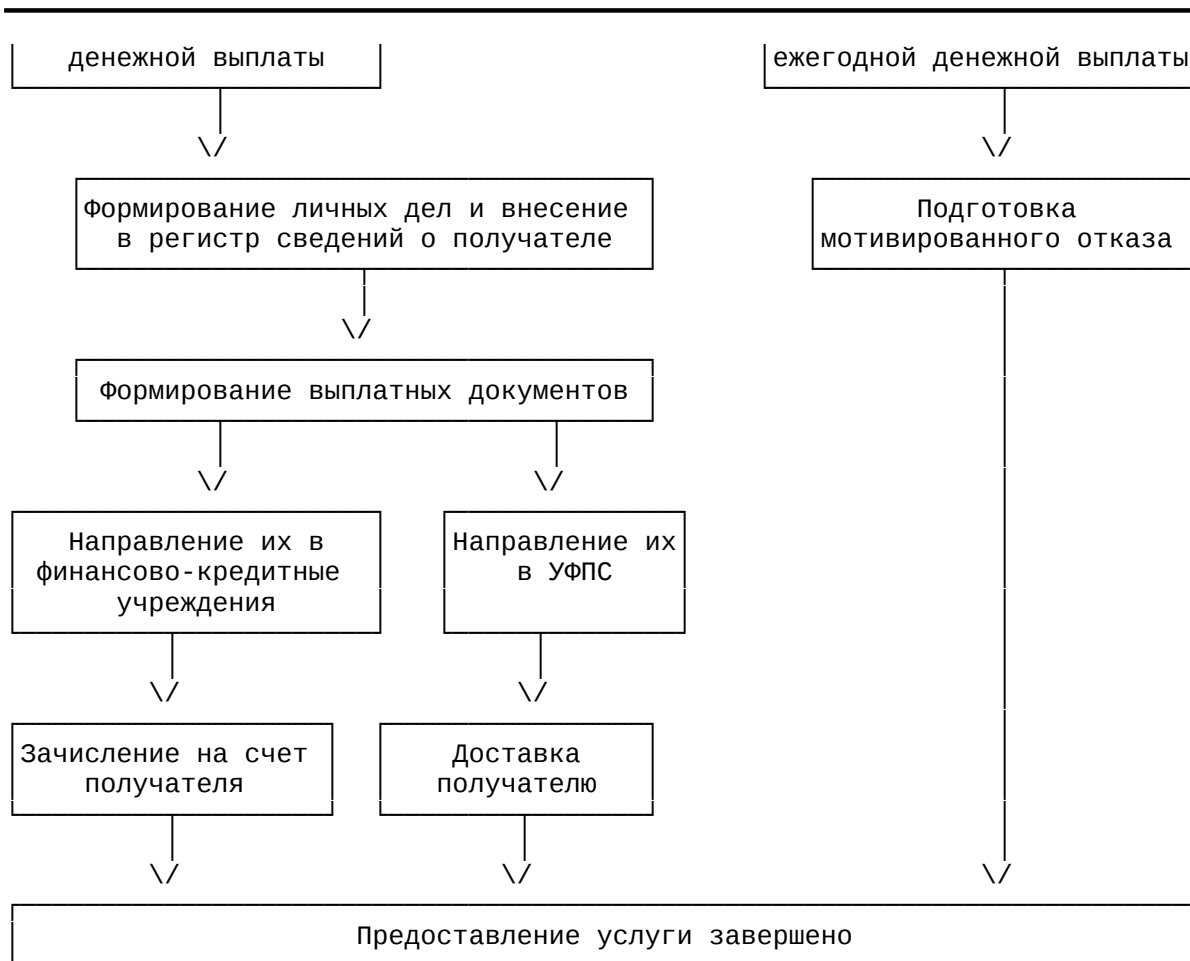 денежной выплаты
ежегодной денежной выплаты
Формирование личных дел и внесение
в регистр сведений о получателе
Подготовка
мотивированного отказа
Формирование выплатных документов
Направление их в
финансово-кредитные
учреждения
Направление их
в УФПС
Зачисление на счет
получателя
Доставка
получателю
Предоставление услуги завершено